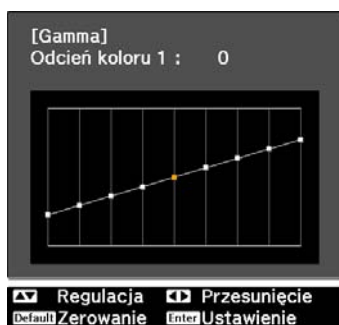 [Gamma]
Odcień koloru 1 : 0
Regulacja Przesunięcie
Default Zerowanie Enter Ustawienie